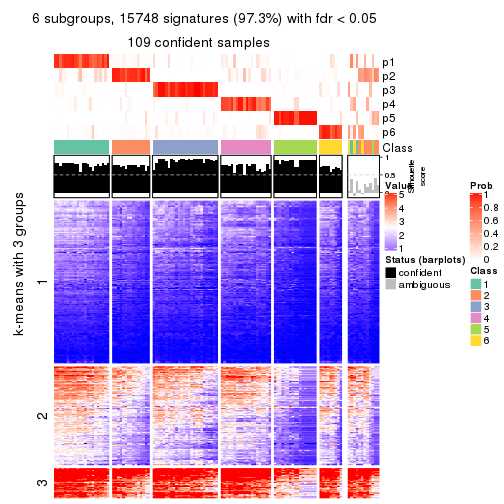 6 subgroups, 15748 signatures (97.3%) with fdr < 0.05
109 confident samples
p1
p2
p3
p4
p5
p6
Class
1
0.5
0
Silhouette
score
k-means with 3 groups
1
2
3
Value
5
4
3
2
1
Status (barplots)
confident
ambiguous
Prob
1
0.8
0.6
0.4
0.2
0
Class
1
2
3
4
5
6